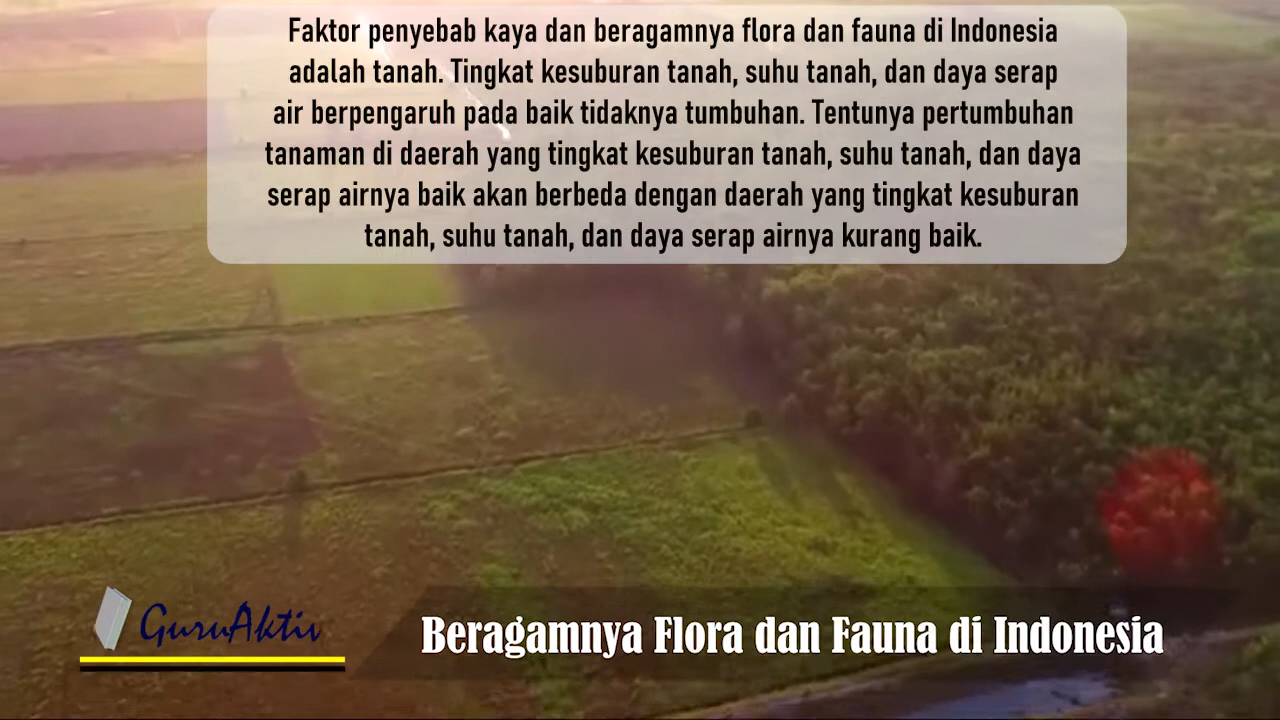 Faktor penyebab kaya dan beragamnya flora dan fauna di Indonesia
adalah tanah. Tingkat kesuburan tanah, suhu tanah, dan daya serap
air berpengaruh pada baik tidaknya tumbuhan. Tentunya pertumbuhan
tanaman di daerah yang tingkat kesuburan tanah, suhu tanah, dan daya
serap airnya baik akan berbeda dengan daerah yang tingkat kesuburan
tanah, suhu tanah, dan daya serap airnya kurang baik.
GuruAktiv
Beragamnya Flora dan Fauna di Indonesia